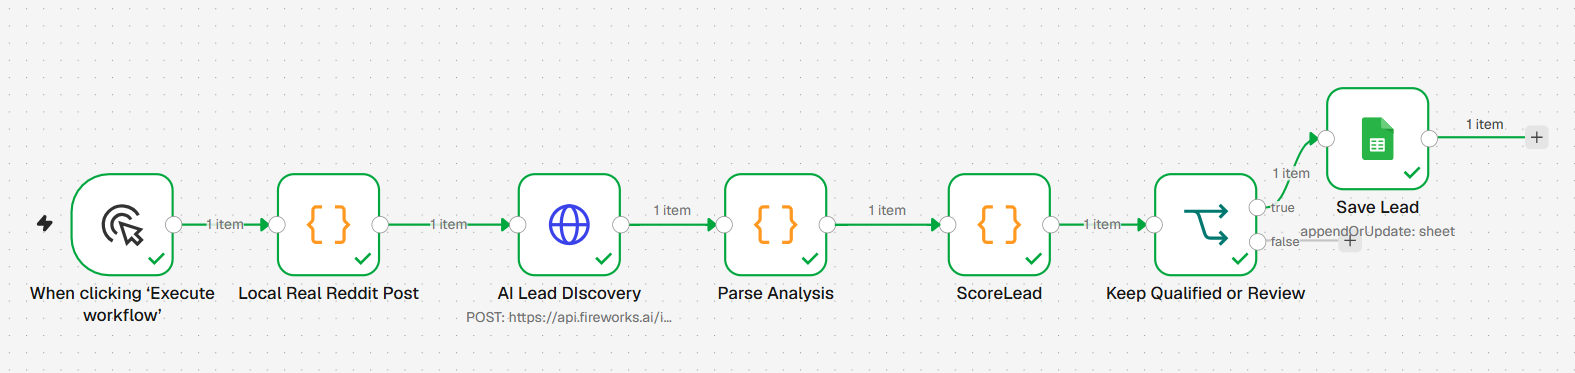 1 item
1 item
1 item
1 item
1 item
1 item
1 item
true
false
When clicking ‘Execute
workflow’
Local Real Reddit Post
AI Lead DIscovery
POST: https://api.fireworks.ai/i...
Parse Analysis
ScoreLead
Keep Qualified or Review
Save Lead
appendOrUpdate: sheet